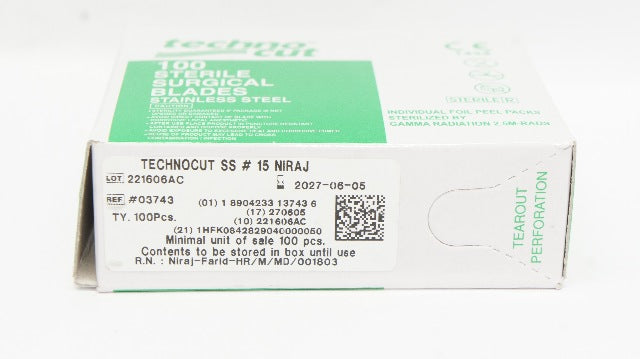 techno
cut
100
STERILE
SURGICAL
BLADES
STAINLESS STEEL
CAUTION
CE
STERILE R
INDIVIDUAL FOIL PEEL PACKS
STERILIZED BY
GAMMA RADIATION 2.5M-RADS
TECHNOCUT SS # 15 NIRAJ
LOT 221606AC
2027-06-05
REF #03743
TY. 100Pcs.
(01) 1 8904233 13743 6
(17) 270605
(10) 221606AC
(21) 1HFK0842829040000050
Minimal unit of sale 100 pcs.
Contents to be stored in box until use
R.N. : Niraj-Farid-HR/M/MD/001803
TEAROUT
PERFORATION